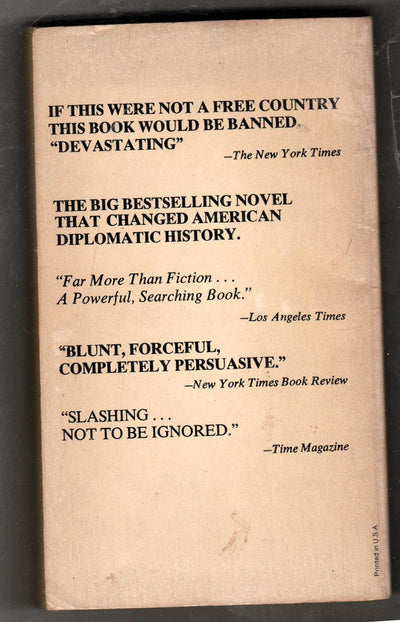 IF THIS WERE NOT A FREE COUNTRY
THIS BOOK WOULD BE BANNED.
“DEVASTATING”
—The New York Times
THE BIG BESTSELLING NOVEL
THAT CHANGED AMERICAN
DIPLOMATIC HISTORY.
“Far More Than Fiction . . .
A Powerful, Searching Book.”
—Los Angeles Times
“BLUNT, FORCEFUL,
COMPLETELY PERSUASIVE.”
—New York Times Book Review
“SLASHING . . .
NOT TO BE IGNORED.”
—Time Magazine
Printed in U.S.A.